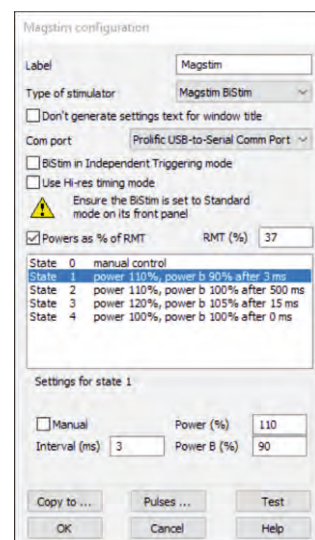 Magstim configuration
Label Magstim
Type of stimulator Magstim BiStim
Don't generate settings text for window title
Com port Prolific USB-to-Serial Comm Port
BiStim in Independent Triggering mode
Use Hi-res timing mode
Ensure the BiStim is set to Standard
mode on its front panel
Powers as % of RMT RMT (%) 37
State 0 manual control
State 1 power 110%, power b 90% after 3 ms
State 2 power 110%, power b 100% after 500 ms
State 3 power 120%, power b 105% after 15 ms
State 4 power 100%, power b 100% after 0 ms
Settings for state 1
Manual Power (%) 110
Interval (ms) 3 Power B (%) 90
Copy to ... Pulses ... Test
OK Cancel Help